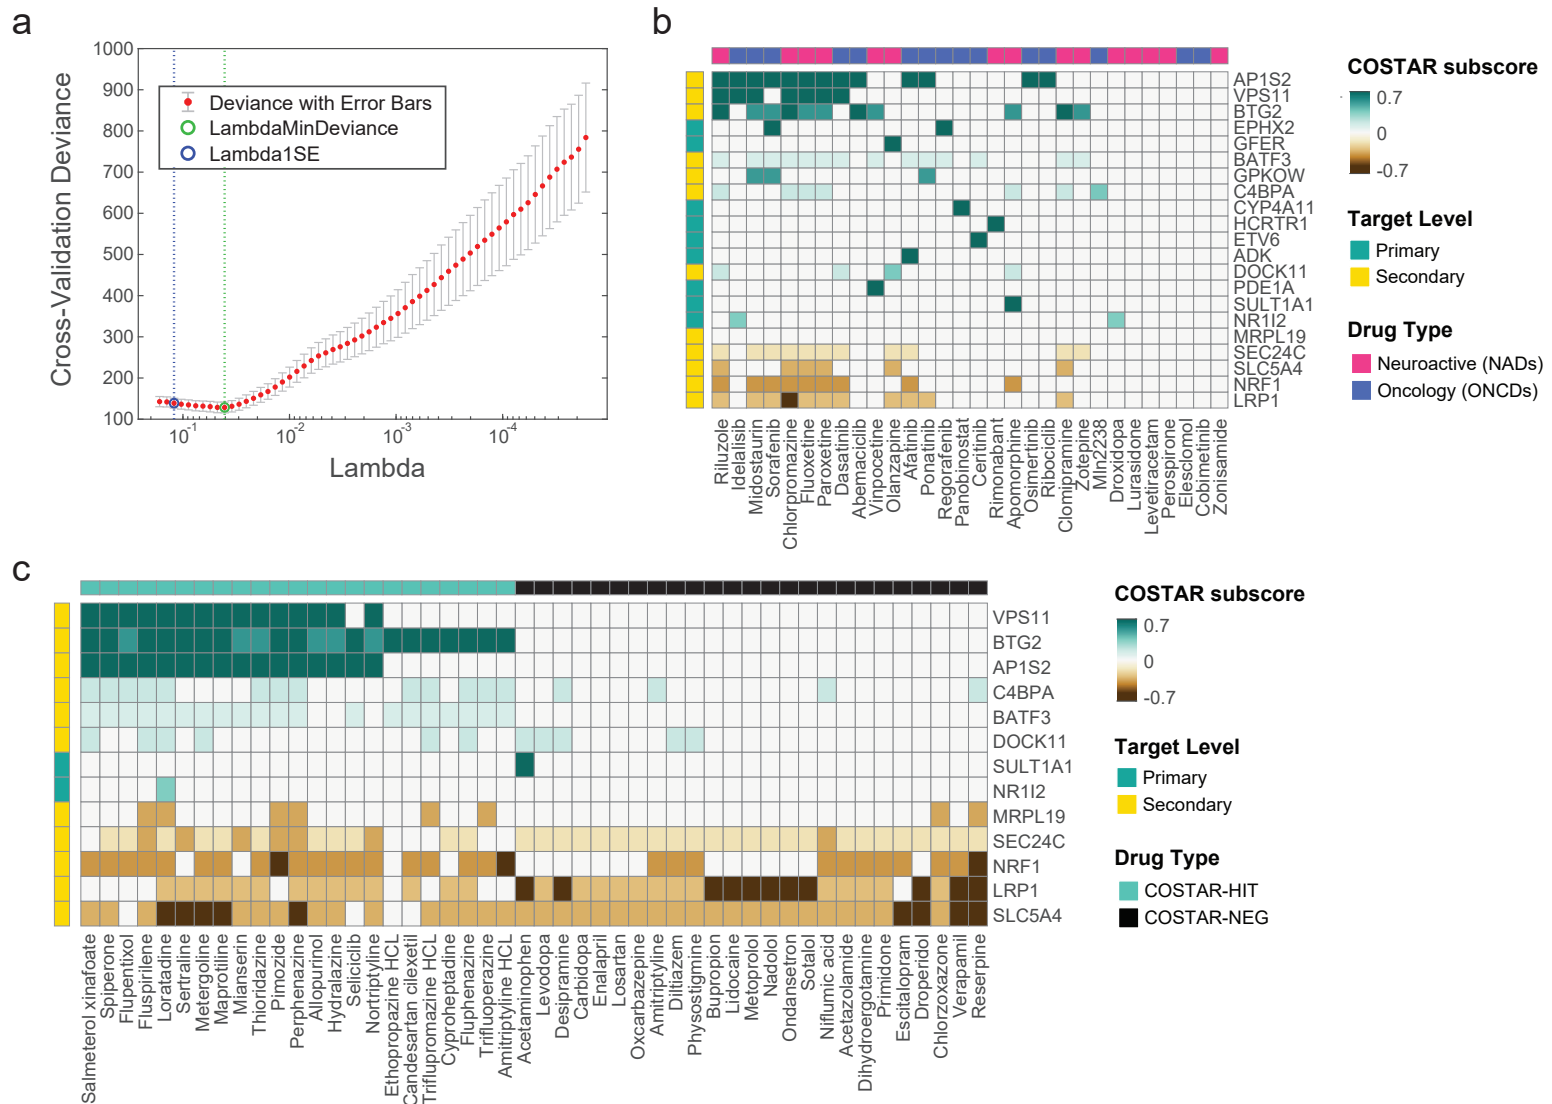 a
1000
900
800
700
600
500
400
300
200
100
Cross-Validation Deviance
Deviance with Error Bars
LambdaMinDeviance
Lambda1SE
10-1
10-2
10-3
10-4
Lambda
b
AP1S2
VPS11
BTG2
EPHX2
GFER
BATF3
GPKOW
C4BPA
CYP4A11
HCRTR1
ETV6
ADK
DOCK11
PDE1A
SULT1A1
NR1I2
MRPL19
SEC24C
SLC5A4
NRF1
LRP1
Riluzole
Idelalisib
Midostaurin
Sorafenib
Chlorpromazine
Fluoxetine
Paroxetine
Dasatinib
Abemaciclib
Vinpocetine
Olanzapine
Afatinib
Ponatinib
Regorafenib
Panobinostat
Ceritinib
Rimonabant
Apomorphine
Osimertinib
Ribociclib
Clomipramine
Zotepine
Mln2238
Droxidopa
Lurasidone
Levetiracetam
Perospirone
Elesclomol
Cobimetinib
Zonisamide
COSTAR subscore
0.7
0
-0.7
Target Level
Primary
Secondary
Drug Type
Neuroactive (NADs)
Oncology (ONCDs)
c
VPS11
BTG2
AP1S2
C4BPA
BATF3
DOCK11
SULT1A1
NR1I2
MRPL19
SEC24C
NRF1
LRP1
SLC5A4
Salmeterol xinafoate
Spiperone
Flupentixol
Fluspirilene
Loratadine
Sertraline
Metergoline
Maprotiline
Mianserin
Thioridazine
Pimozide
Perphenazine
Allopurinol
Hydralazine
Seliciclib
Nortriptyline
Ethopropazine HCL
Candesartan cilexetil
Triflupromazine HCL
Cyproheptadine
Fluphenazine
Trifluoperazine
Amitriptyline HCL
Acetaminophen
Levodopa
Desipramine
Carbidopa
Enalapril
Losartan
Oxcarbazepine
Amitriptyline
Diltiazem
Physostigmine
Bupropion
Lidocaine
Metoprolol
Nadolol
Ondansetron
Sotalol
Niflumic acid
Acetazolamide
Dihydroergotamine
Primidone
Escitalopram
Droperidol
Chlorzoxazone
Verapamil
Reserpine
COSTAR subscore
0.7
0
-0.7
Target Level
Primary
Secondary
Drug Type
COSTAR-HIT
COSTAR-NEG